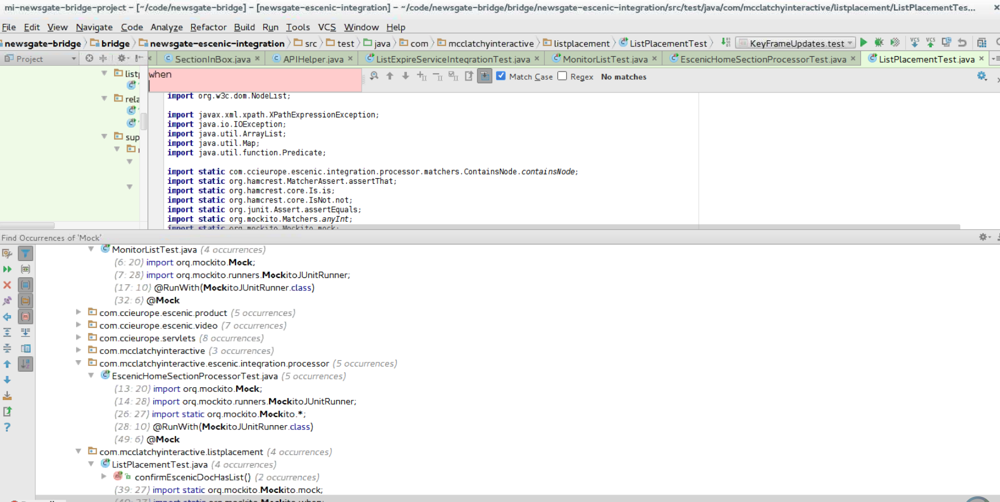 mi-newsgate-bridge-project – [~/code/newsgate-bridge] – [newsgate-escenic-integration] – ~/code/newsgate-bridge/bridge/newsgate-escenic-integration/src/test/java/com/mcclatchyinteractive/listplacement/ListPlacementTes...
File Edit View Navigate Code Analyze Refactor Build Run Tools VCS Window Help
newsgate-bridge bridge newsgate-escenic-integration src test java com mcclatchyinteractive listplacement ListPlacementTest KeyFrameUpdates.test VCS VCS
Project SectionInBox.java APIHelper.java ListExpireServiceIntegrationTest.java MonitorListTest.java EscenicHomeSectionProcessorTest.java ListPlacementTest.java
when
Match Case Regex No matches
list
rela
sup
import org.w3c.dom.NodeList;
import javax.xml.xpath.XPathExpressionException;
import java.io.IOException;
import java.util.ArrayList;
import java.util.Map;
import java.util.function.Predicate;
import static com.ccieurope.escenic.integration.processor.matchers.ContainsNode.containsNode;
import static org.hamcrest.MatcherAssert.assertThat;
import static org.hamcrest.core.Is.is;
import static org.hamcrest.core.IsNot.not;
import static org.junit.Assert.assertEquals;
import static org.mockito.Matchers.anyInt;
import static org.mockito.Mockito.mock;
Find Occurrences of 'Mock'
MonitorListTest.java (4 occurrences)
(6: 20) import org.mockito.Mock;
(7: 28) import org.mockito.runners.MockitoJUnitRunner;
(17: 10) @RunWith(MockitoJUnitRunner.class)
(32: 6) @Mock
com.ccieurope.escenic.product (5 occurrences)
com.ccieurope.escenic.video (7 occurrences)
com.ccieurope.servlets (8 occurrences)
com.mcclatchyinteractive (3 occurrences)
com.mcclatchyinteractive.escenic.integration.processor (5 occurrences)
EscenicHomeSectionProcessorTest.java (5 occurrences)
(13: 20) import org.mockito.Mock;
(14: 28) import org.mockito.runners.MockitoJUnitRunner;
(26: 27) import static org.mockito.Mockito.*;
(28: 10) @RunWith(MockitoJUnitRunner.class)
(49: 6) @Mock
com.mcclatchyinteractive.listplacement (4 occurrences)
ListPlacementTest.java (4 occurrences)
confirmEscenicDocHasList() (2 occurrences)
(39: 27) import static org.mockito.Mockito.mock;
(40: 27) import static org.mockito.Mockito.when;